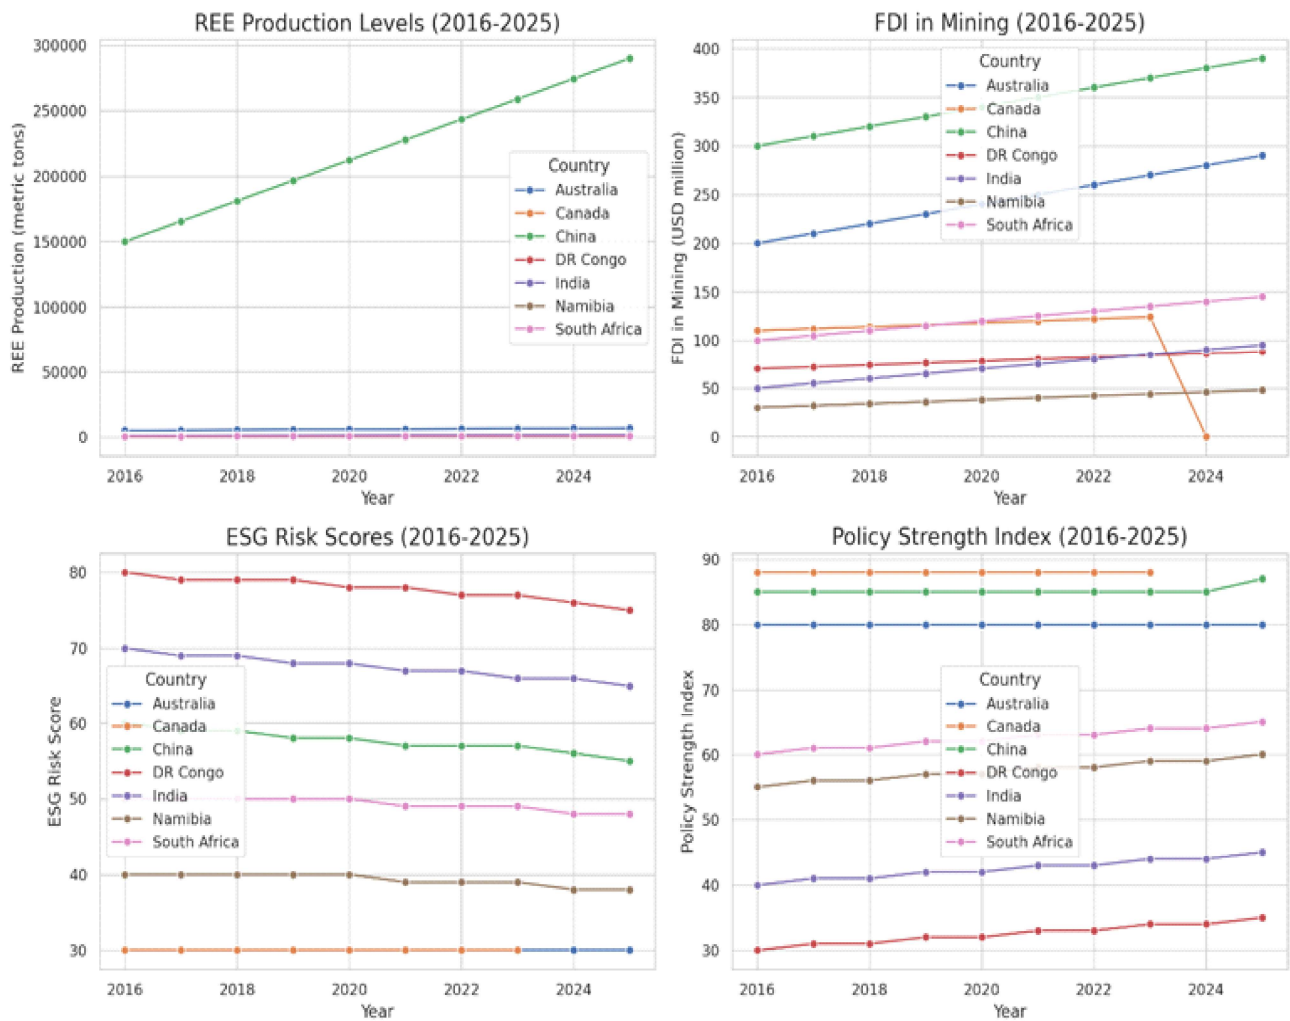 REE Production Levels (2016-2025)
REE Production (metric tons)
300000
250000
200000
150000
100000
50000
0
2016 2018 2020 2022 2024
Year
Country
Australia
Canada
China
DR Congo
India
Namibia
South Africa
FDI in Mining (2016-2025)
FDI in Mining (USD million)
400
350
300
250
200
150
100
50
0
2016 2018 2020 2022 2024
Year
Country
Australia
Canada
China
DR Congo
India
Namibia
South Africa
ESG Risk Scores (2016-2025)
ESG Risk Score
80
70
60
50
40
30
2016 2018 2020 2022 2024
Year
Country
Australia
Canada
China
DR Congo
India
Namibia
South Africa
Policy Strength Index (2016-2025)
Policy Strength Index
90
80
70
60
50
40
30
2016 2018 2020 2022 2024
Year
Country
Australia
Canada
China
DR Congo
India
Namibia
South Africa